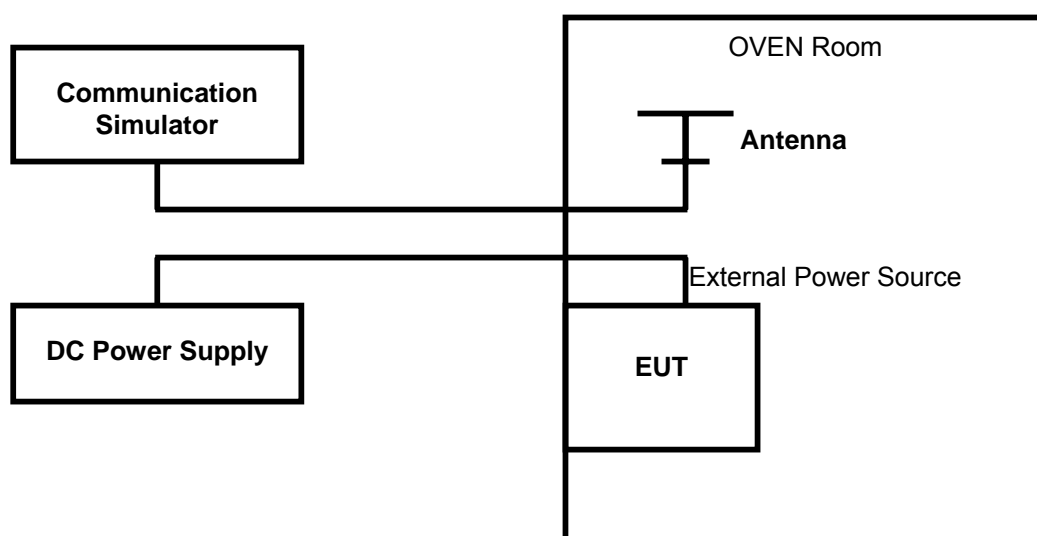 OVEN Room
Communication
Simulator
Antenna
External Power Source
DC Power Supply
EUT